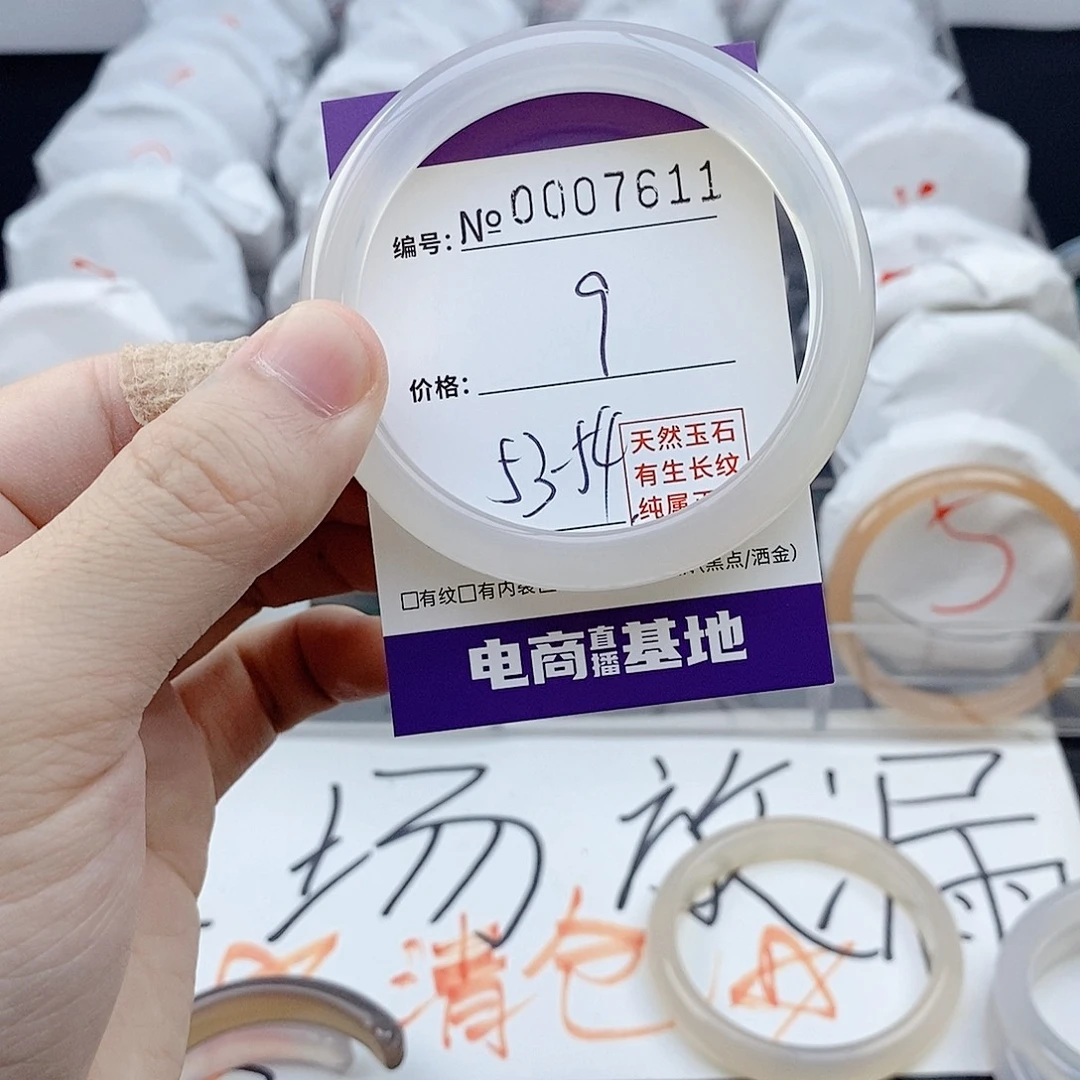 编号: №0007611
9
价格:
53-54
天然玉石
有生长纹
纯属正
□有纹□有内裂
(黑点/洒金)
电商直播基地
5
场放漏
清仓